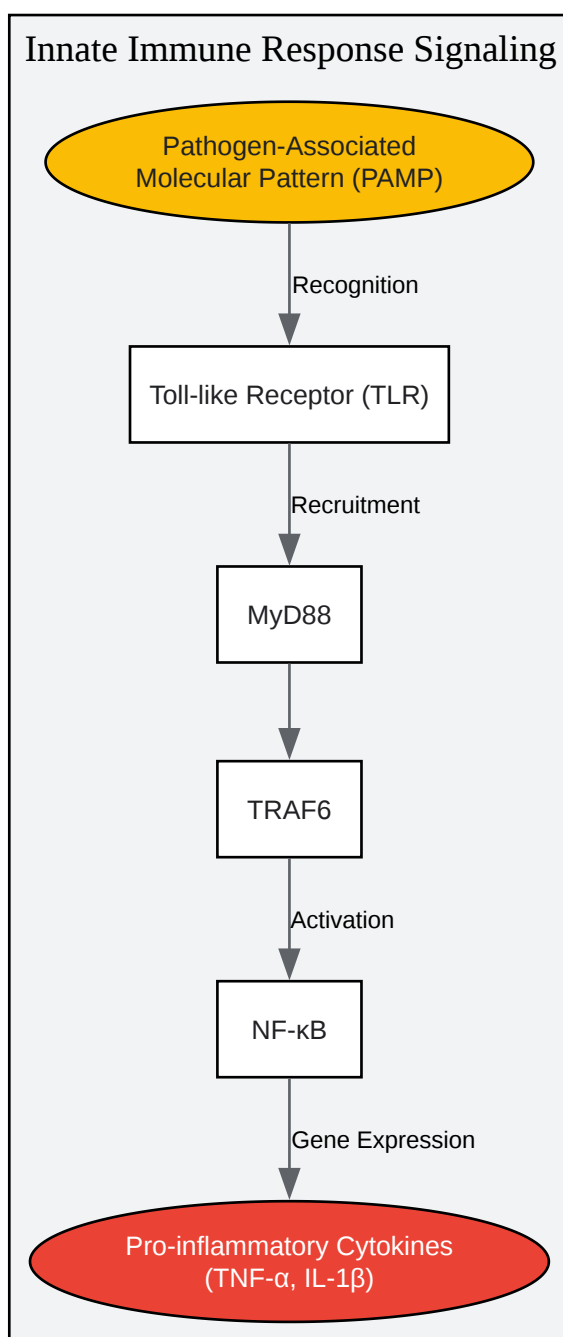 Innate Immune Response Signaling
Pathogen-Associated
Molecular Pattern (PAMP)
Recognition
Toll-like Receptor (TLR)
Recruitment
MyD88
TRAF6
Activation
NF-κB
Gene Expression
Pro-inflammatory Cytokines
(TNF-α, IL-1β)